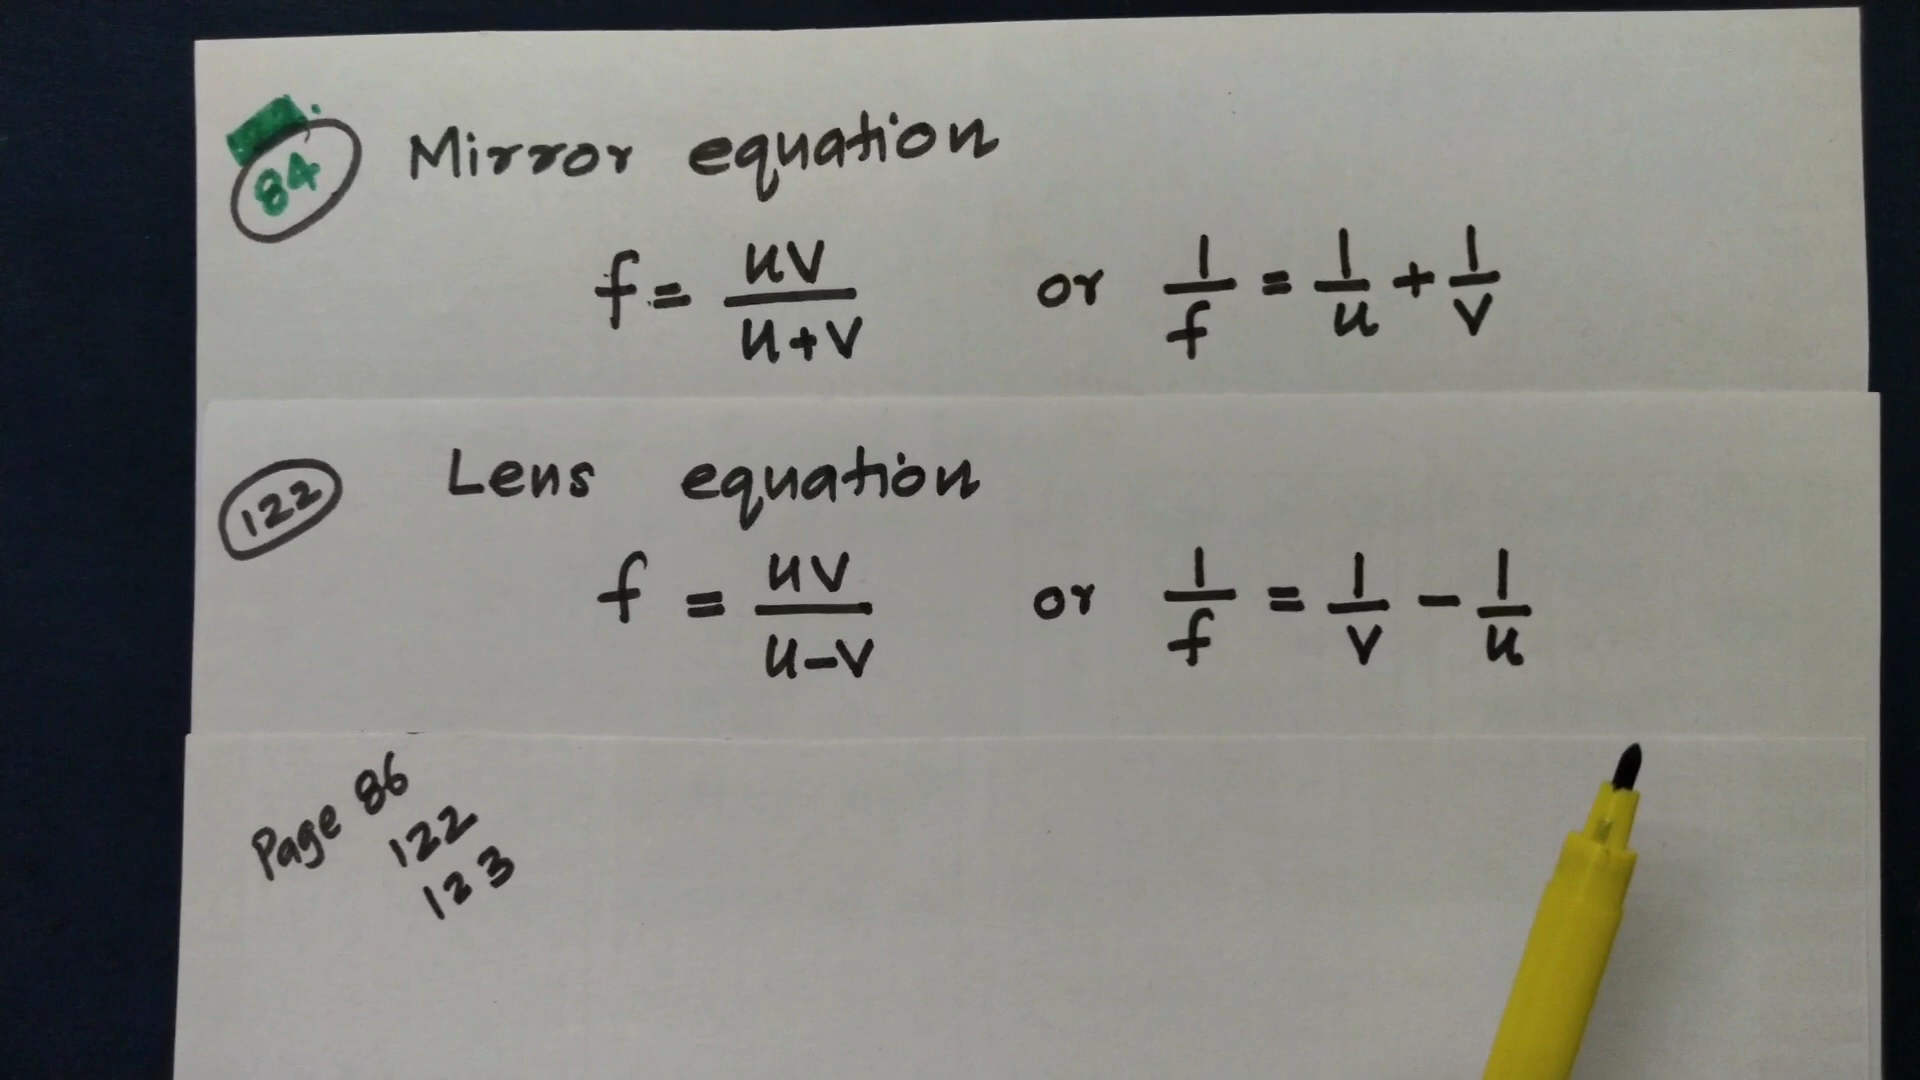 84 Mirror equation
f = uv/u+v or 1/f = 1/u + 1/v
122 Lens equation
f = uv/u-v or 1/f = 1/v - 1/u
Page 86
122
123